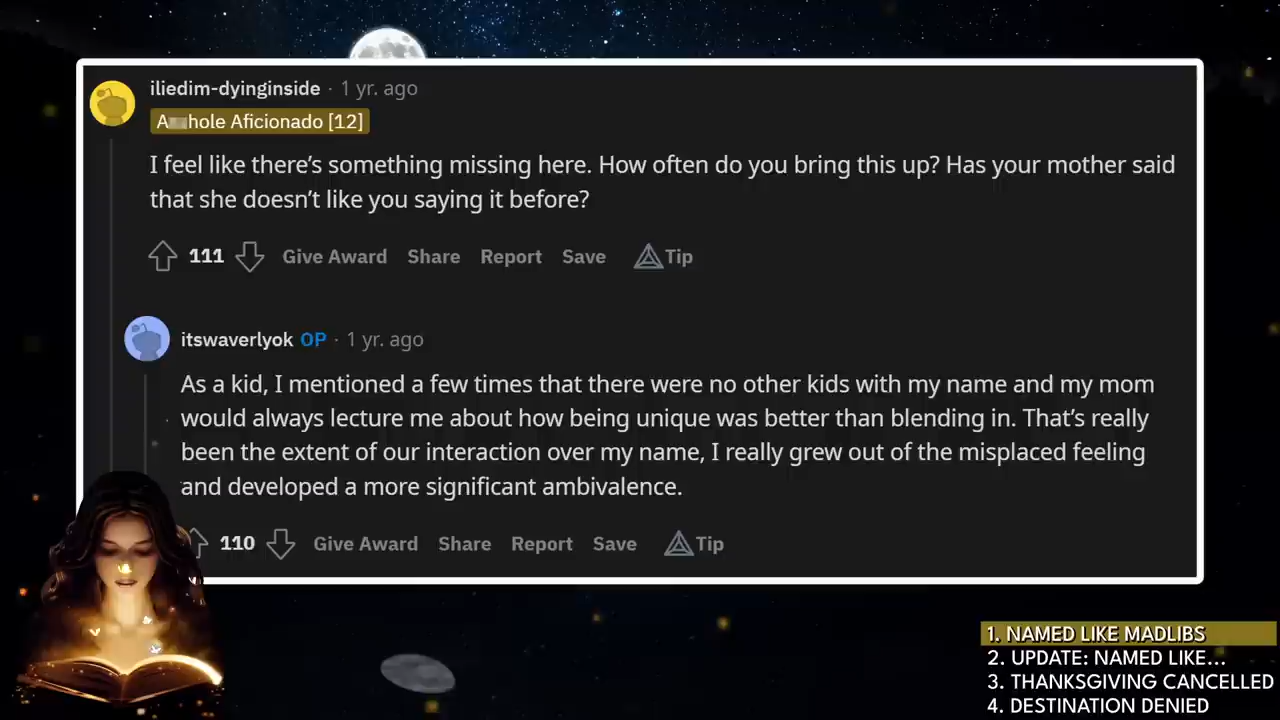 iliedim-dyinginside · 1 yr. ago
A hole Aficionado [12]
I feel like there's something missing here. How often do you bring this up? Has your mother said
that she doesn't like you saying it before?
111 Give Award Share Report Save Tip
itswaverlyok OP · 1 yr. ago
As a kid, I mentioned a few times that there were no other kids with my name and my mom
would always lecture me about how being unique was better than blending in. That's really
been the extent of our interaction over my name, I really grew out of the misplaced feeling
and developed a more significant ambivalence.
110 Give Award Share Report Save Tip
1. NAMED LIKE MADLIBS
2. UPDATE: NAMED LIKE...
3. THANKSGIVING CANCELLED
4. DESTINATION DENIED